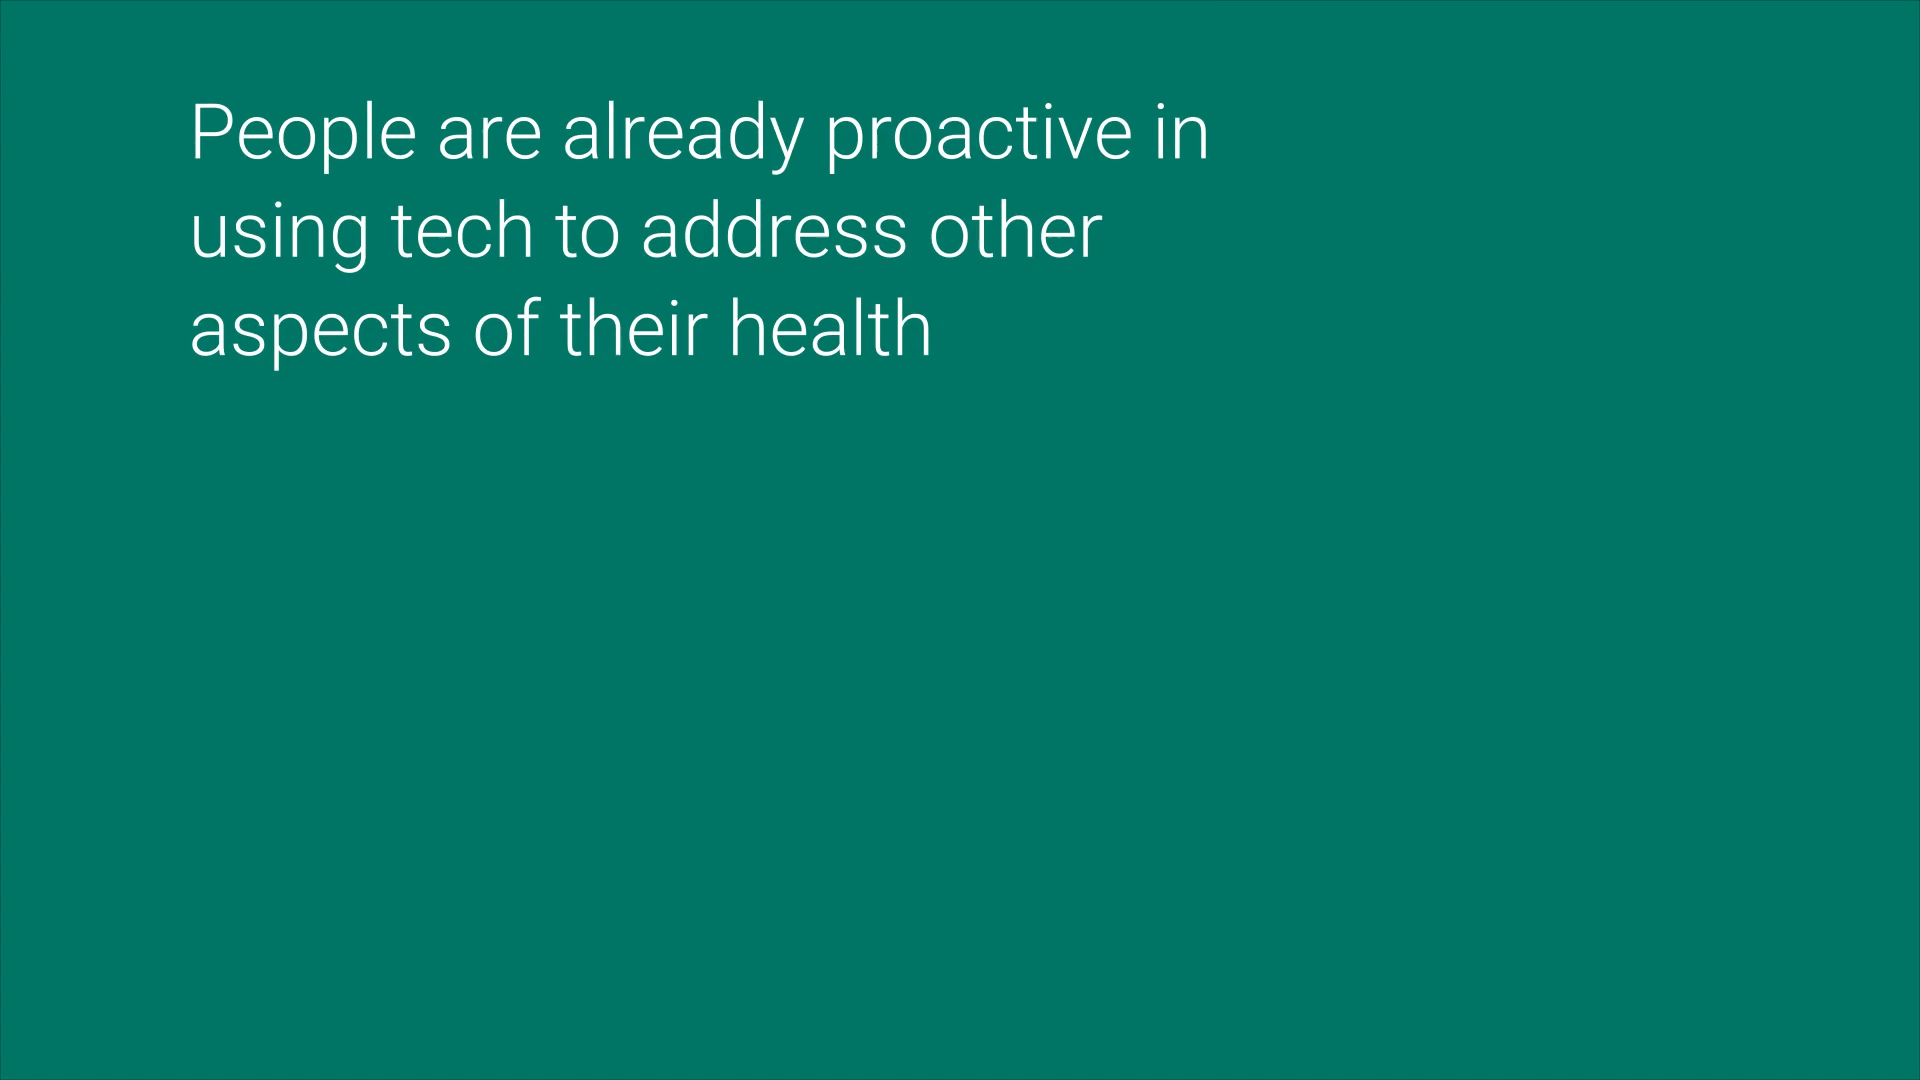 People are already proactive in
using tech to address other
aspects of their health